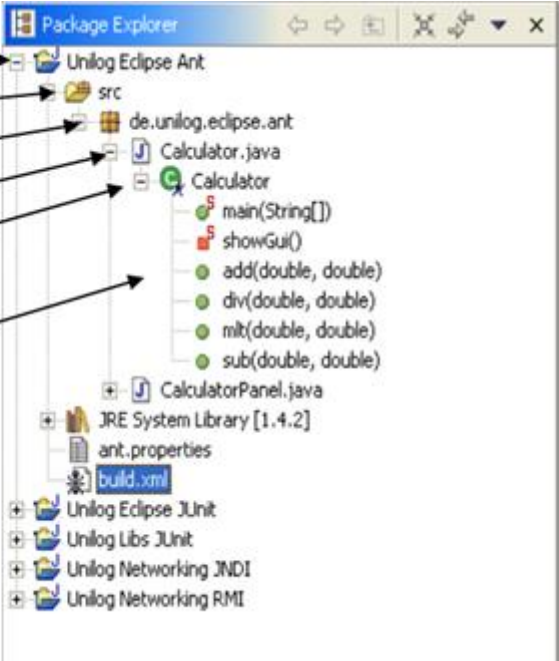 Package Explorer
Unilog Eclipse Ant
src
de.unilog.eclipse.ant
Calculator.java
Calculator
main(String[])
showGui()
add(double, double)
div(double, double)
mlt(double, double)
sub(double, double)
CalculatorPanel.java
JRE System Library [1.4.2]
ant.properties
build.xml
Unilog Eclipse JUnit
Unilog Libs JUnit
Unilog Networking JNDI
Unilog Networking RMI